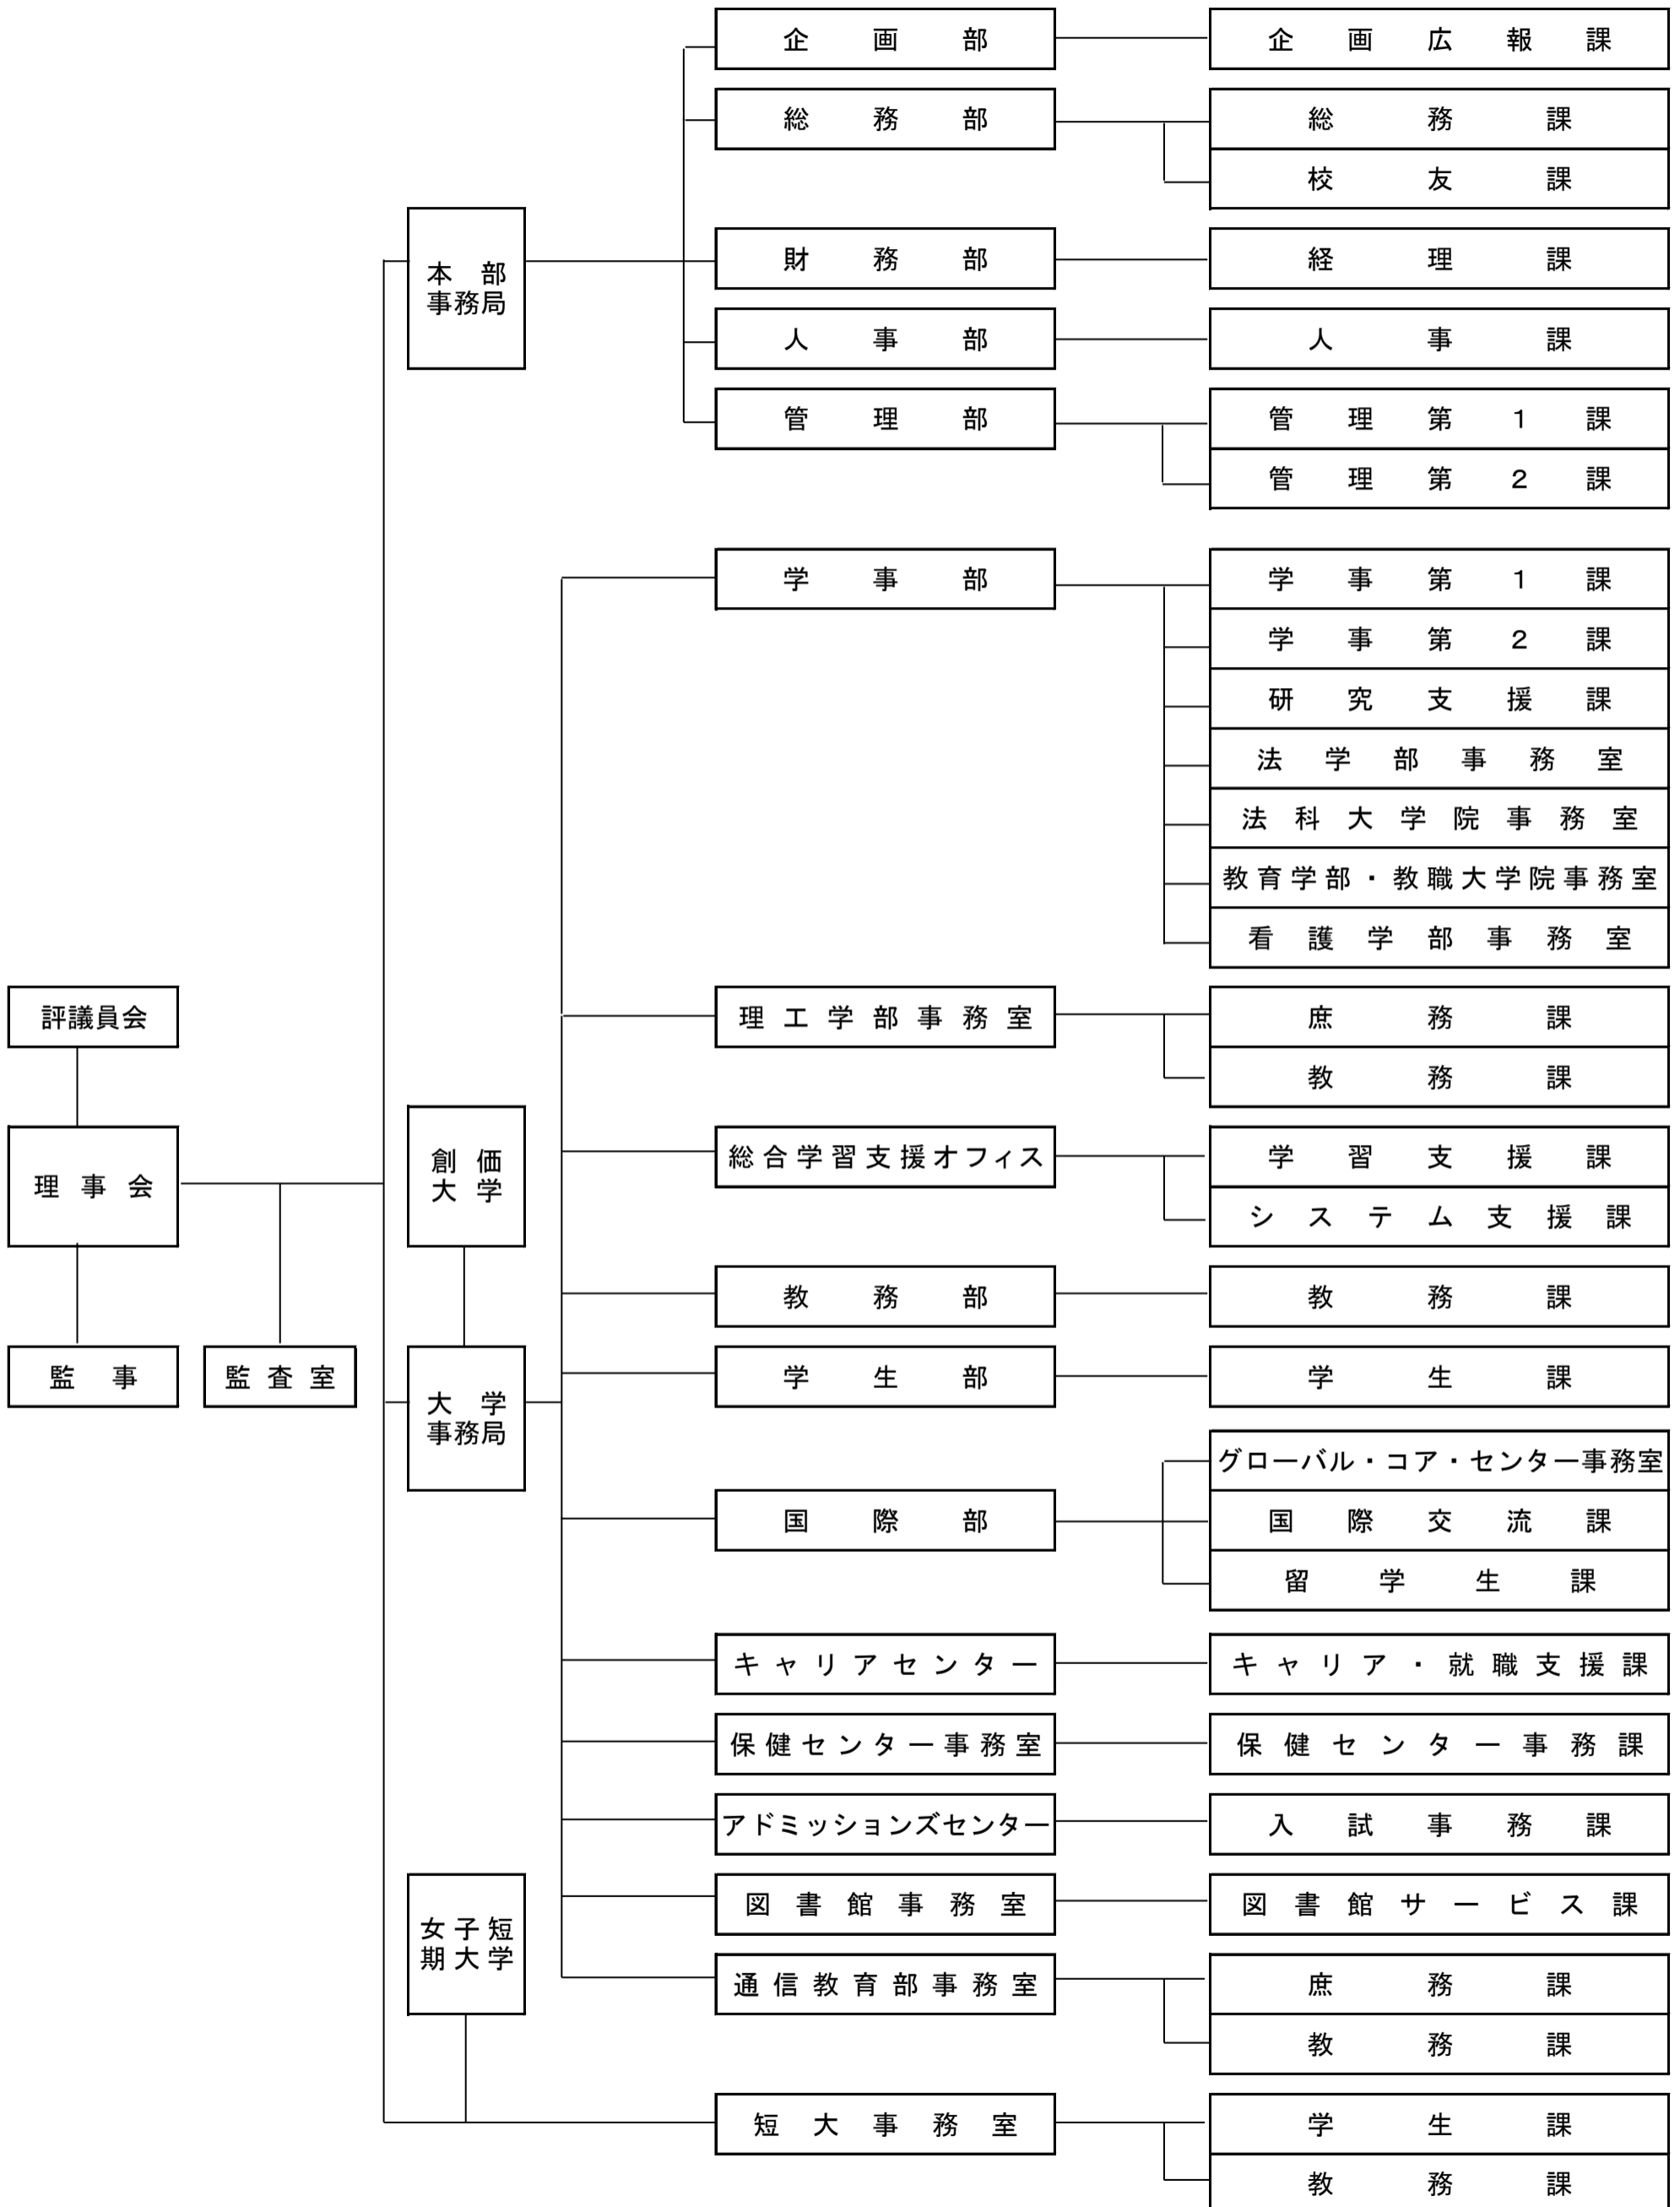 企画部
企画広報課
総務部
総務課
校友課
本部
事務局
財務部
経理課
人事部
人事課
管理部
管理第1課
管理第2課
学事部
学事第1課
学事第2課
研究支援課
法学部事務室
法科大学院事務室
教育学部・教職大学院事務室
看護学部事務室
評議員会
理工学部事務室
庶務課
教務課
理事会
創価
大学
総合学習支援オフィス
学習支援課
システム支援課
教務部
教務課
監事
監査室
大学
事務局
学生部
学生課
国際部
グローバル・コア・センター事務室
国際交流課
留学生課
キャリアセンター
キャリア・就職支援課
保健センター事務室
保健センター事務課
アドミッションズセンター
入試事務課
女子短
期大学
図書館事務室
図書館サービス課
通信教育部事務室
庶務課
教務課
短大事務室
学生課
教務課